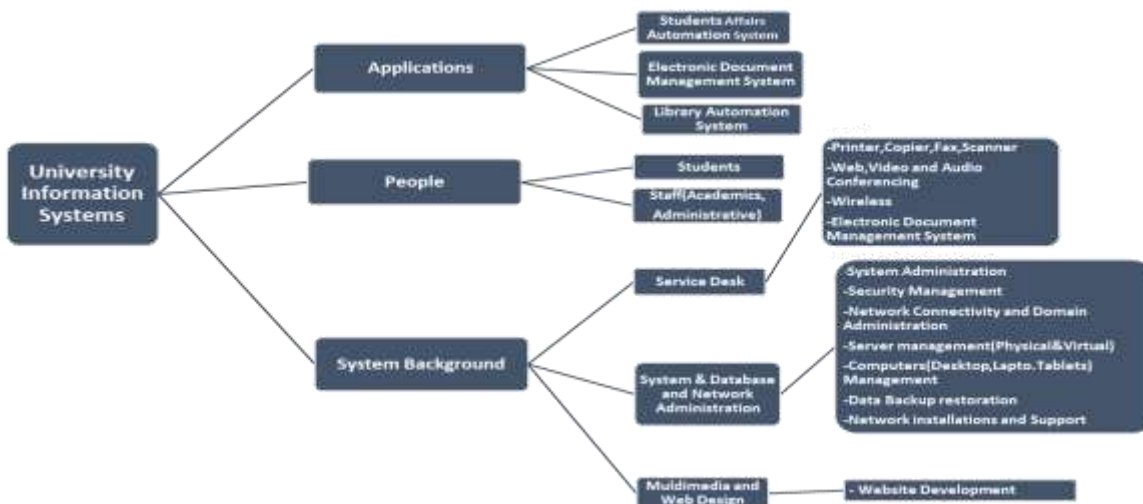 University
Information
Systems
Applications
Students Affairs
Automation System
Electronic Document
Management System
Library Automation
System
People
Students
Staff(Academics,
Administrative)
System Background
Service Desk
-Printer,Copier,Fax,Scanner
-Web,Video and Audio
Conferencing
-Wireless
-Electronic Document
Management System
System & Database
and Network
Administration
-System Administration
-Security Management
-Network Connectivity and Domain
Administration
-Server management(Physical&Virtual)
-Computers(Desktop,Lapto.Tablets)
Management
-Data Backup restoration
-Network installations and Support
Muldimedia and
Web Design
- Website Development